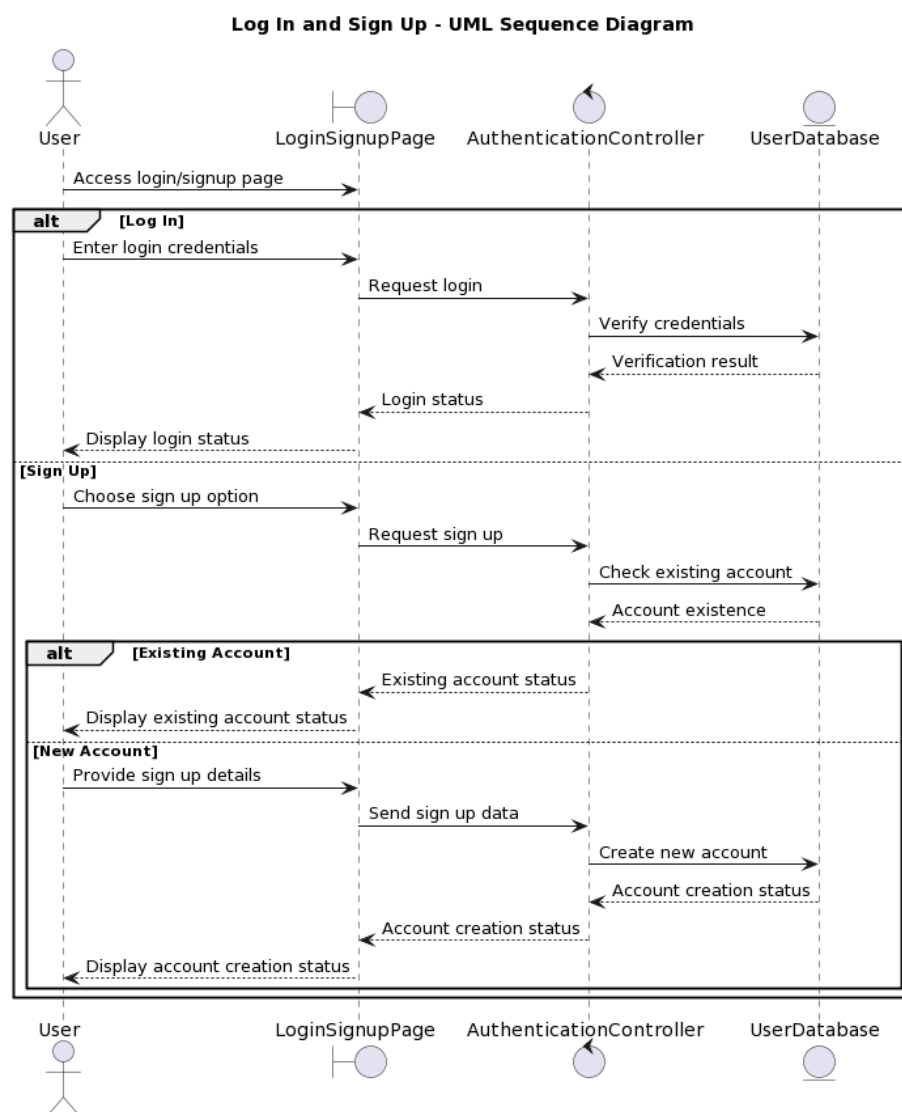 Log In and Sign Up - UML Sequence Diagram
User LoginSignupPage AuthenticationController UserDatabase
Access login/signup page
alt [Log In]
Enter login credentials
Request login
Verify credentials
Verification result
Login status
Display login status
[Sign Up]
Choose sign up option
Request sign up
Check existing account
Account existence
alt [Existing Account]
Existing account status
Display existing account status
[New Account]
Provide sign up details
Send sign up data
Create new account
Account creation status
Account creation status
Display account creation status
User LoginSignupPage AuthenticationController UserDatabase